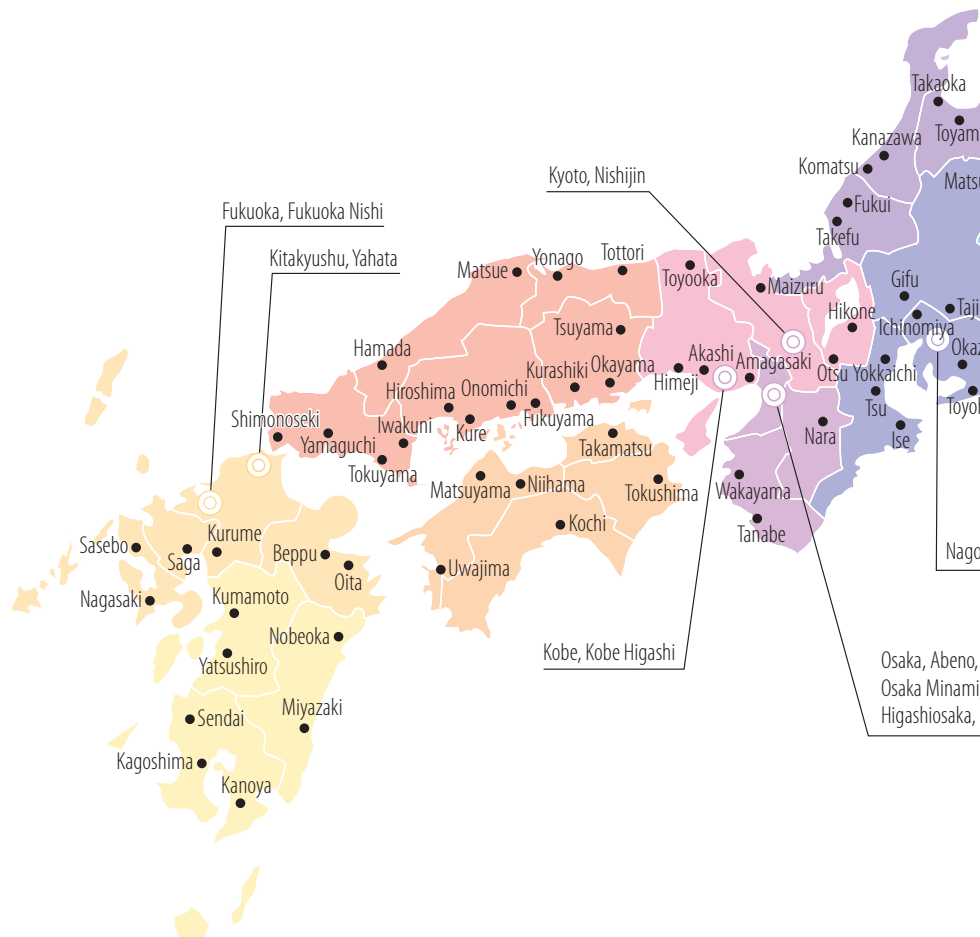 Takaoka
Toyam
Kanazawa
Komatsu
Matsu
Kyoto, Nishijin
Fukui
Fukuoka, Fukuoka Nishi
Takefu
Kitakyushu, Yahata
Matsue
Yonago
Tottori
Toyooka
Maizuru
Gifu
Hikone
Taji
Ichinomiya
Tsuyama
Hamada
Akashi
Amagasaki
Okaz
Kurashiki
Okayama
Himeji
Otsu
Yokkaichi
Hiroshima
Onomichi
Tsu
Toyoh
Shimonoseki
Iwakuni
Kure
Fukuyama
Yamaguchi
Nara
Ise
Takamatsu
Tokuyama
Matsuyama
Niihama
Tokushima
Wakayama
Kochi
Tanabe
Sasebo
Saga
Kurume
Beppu
Oita
Nago
Uwajima
Nagasaki
Kumamoto
Nobeoka
Yatsushiro
Kobe, Kobe Higashi
Osaka, Abeno,
Osaka Minami
Higashiosaka,
Miyazaki
Sendai
Kagoshima
Kanoya